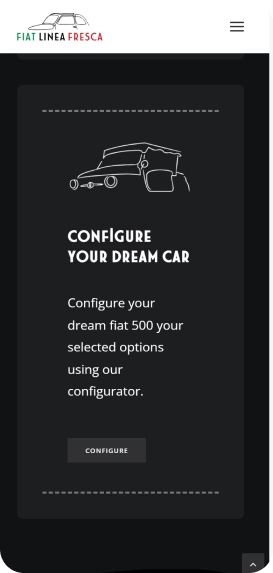 FIAT LINEA FRESCA
CONFIGURE
YOUR DREAM CAR
Configure your
dream fiat 500 your
selected options
using our
configurator.
CONFIGURE